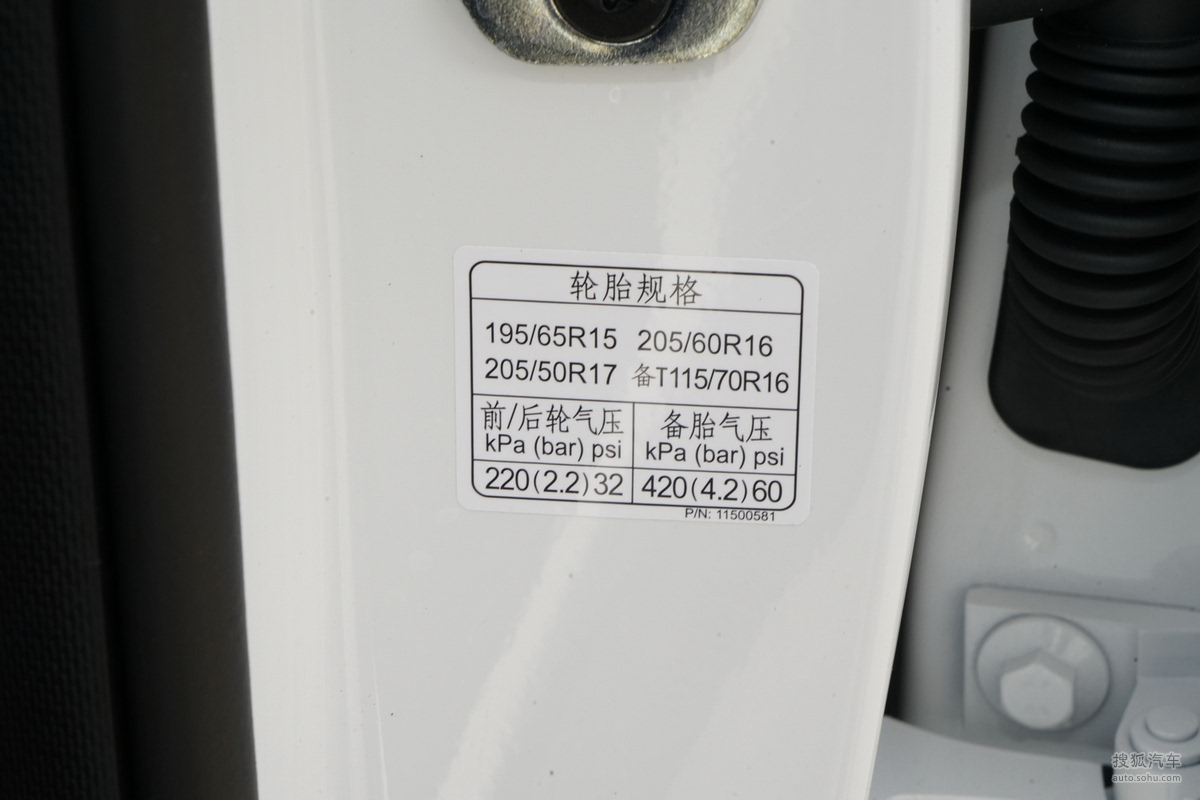 轮胎规格
195/65R15 205/60R16
205/50R17 备T115/70R16
前/后轮气压 备胎气压
kPa (bar) psi kPa (bar) psi
220(2.2)32 420(4.2)60
P/N: 11500581
搜狐汽车
auto.sohu.com